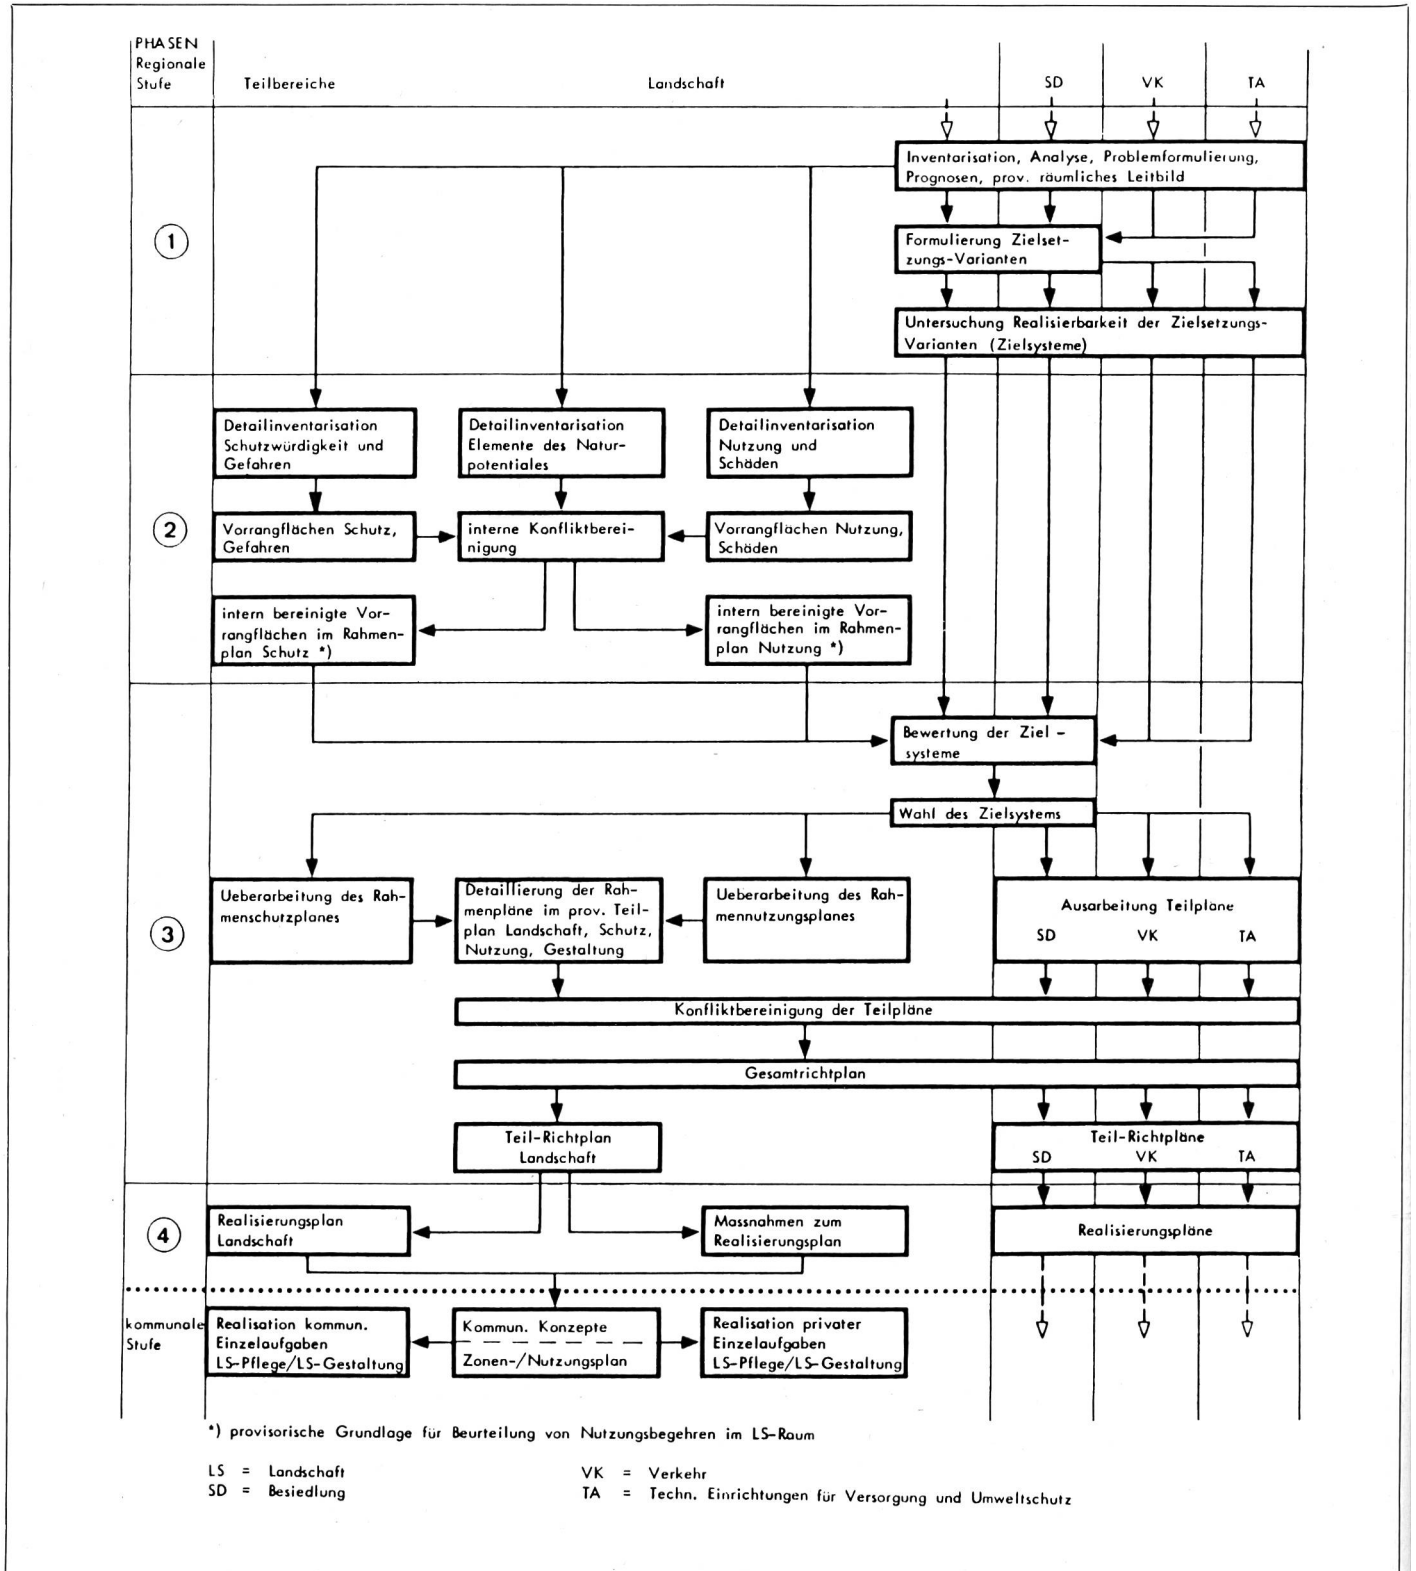 PHASEN
Regionale
Stufe
Teilbereiche
Landschaft
SD
VK
TA
Inventarisation, Analyse, Problemformulierung,
Prognosen, prov. räumliches Leitbild
1
Formulierung Zielset-
zungs-Varianten
Untersuchung Realisierbarkeit der Zielsetzungs-
Varianten (Zielsysteme)
Detailinventarisation
Schutzwürdigkeit und
Gefahren
Detailinventarisation
Elemente des Natur-
potentiales
Detailinventarisation
Nutzung und
Schäden
2
Vorrangflächen Schutz,
Gefahren
interne Konfliktberei-
nigung
Vorrangflächen Nutzung,
Schäden
intern bereinigte Vor-
rangflächen im Rahmen-
plan Schutz *)
intern bereinigte Vor-
rangflächen im Rahmen-
plan Nutzung *)
Bewertung der Ziel -
systeme
Wahl des Zielsystems
3
Ueberarbeitung des Rah-
menschutzplanes
Detaillierung der Rah-
menpläne im prov. Teil-
plan Landschaft, Schutz,
Nutzung, Gestaltung
Ueberarbeitung des Rah-
mennutzungsplanes
Ausarbeitung Teilpläne
SD VK TA
Konfliktbereinigung der Teilpläne
Gesamtrichtplan
Teil-Richtplan
Landschaft
Teil-Richtpläne
SD VK TA
4
Realisierungsplan
Landschaft
Massnahmen zum
Realisierungsplan
Realisierungspläne
kommunale
Stufe
Realisation kommun.
Einzelaufgaben
LS-Pflege/LS-Gestaltung
Kommun. Konzepte
Zonen-/Nutzungsplan
Realisation privater
Einzelaufgaben
LS-Pflege/LS-Gestaltung
*) provisorische Grundlage für Beurteilung von Nutzungsbegehren im LS-Raum
LS = Landschaft
SD = Besiedlung
VK = Verkehr
TA = Techn. Einrichtungen für Versorgung und Umweltschutz